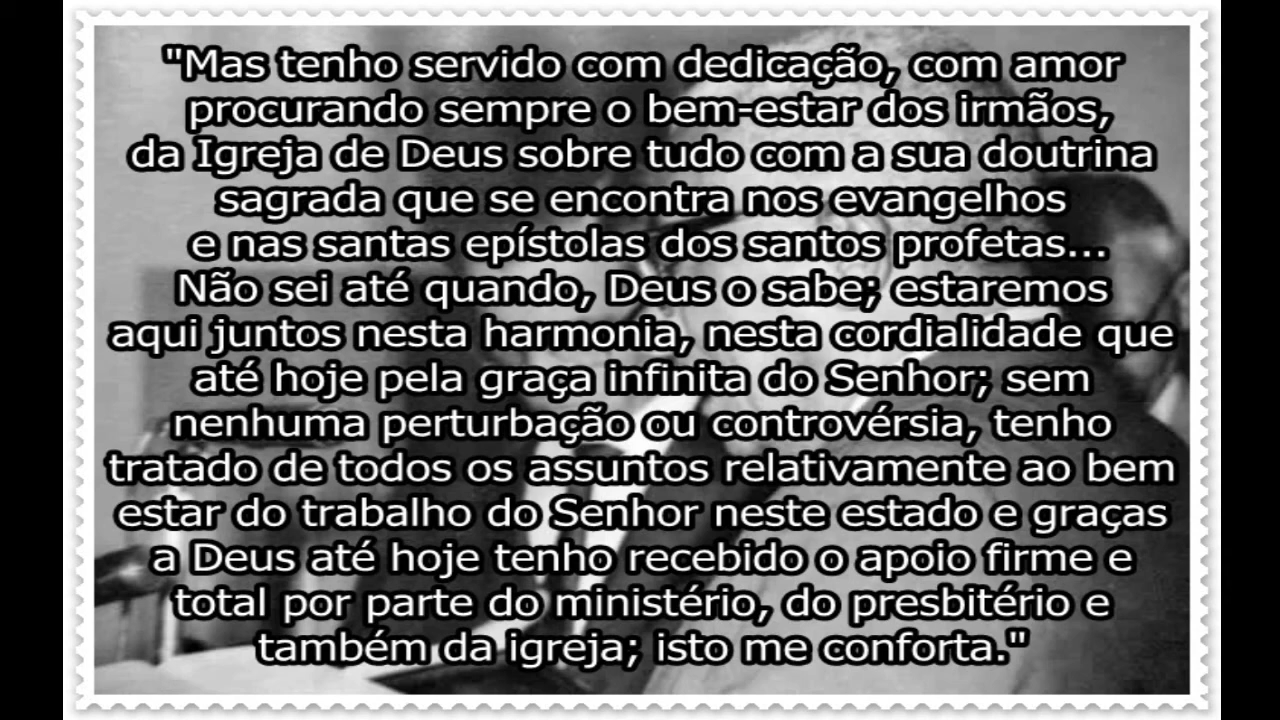 "Mas tenho servido com dedicação, com amor
procurando sempre o bem-estar dos irmãos,
da Igreja de Deus sobre tudo com a sua doutrina
sagrada que se encontra nos evangelhos
e nas santas epístolas dos santos profetas...
Não sei até quando, Deus o sabe; estaremos
aqui juntos nesta harmonia, nesta cordialidade que
até hoje pela graça infinita do Senhor; sem
nenhuma perturbação ou controvérsia, tenho
tratado de todos os assuntos relativamente ao bem
estar do trabalho do Senhor neste estado e graças
a Deus até hoje tenho recebido o apoio firme e
total por parte do ministério, do presbitério e
também da igreja; isto me conforta."